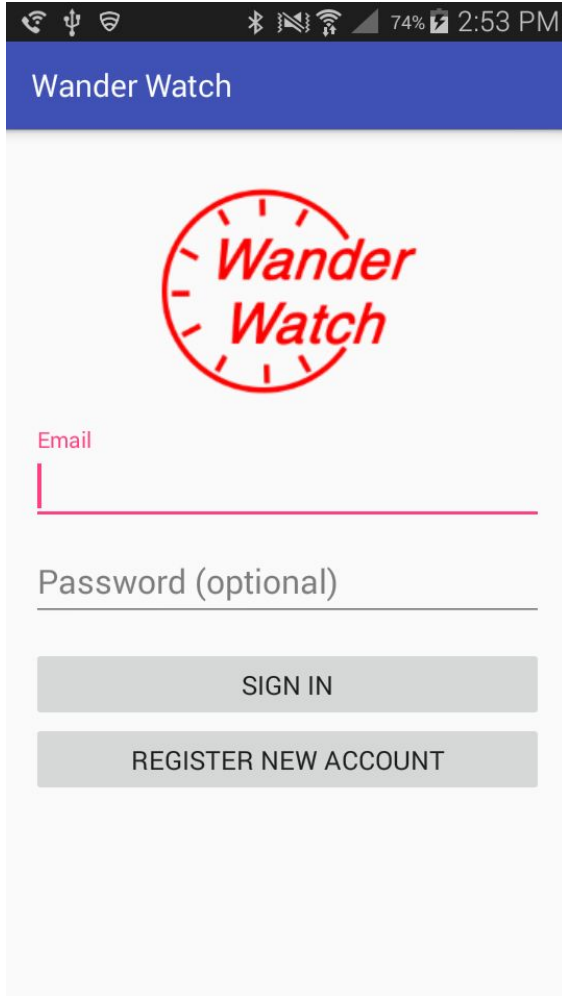 74% 2:53 PM
Wander Watch
Wander
Watch
Email
Password (optional)
SIGN IN
REGISTER NEW ACCOUNT